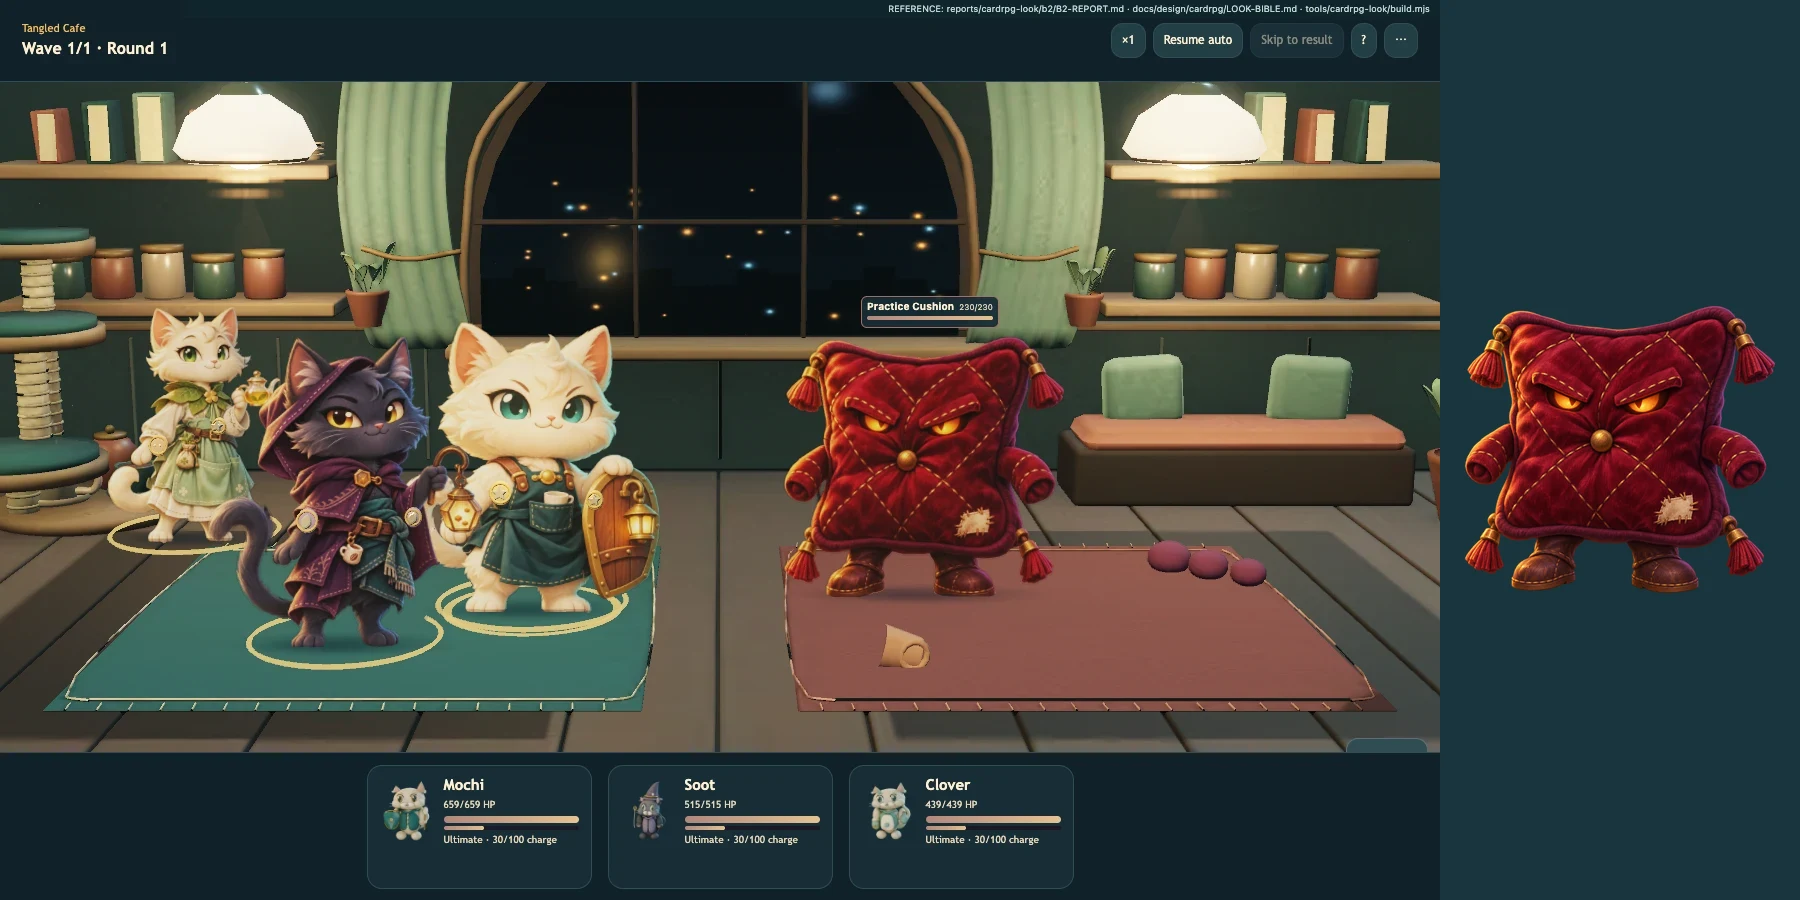 REFERENCE: reports/cardrpg-look/b2/B2-REPORT.md · docs/design/cardrpg/LOOK-BIBLE.md · tools/cardrpg-look/build.mjs
Tangled Cafe
Wave 1/1 · Round 1
×1
Resume auto
Skip to result
?
...
Practice Cushion 230/230
Mochi
659/659 HP
Ultimate · 30/100 charge
Soot
515/515 HP
Ultimate · 30/100 charge
Clover
439/439 HP
Ultimate · 30/100 charge